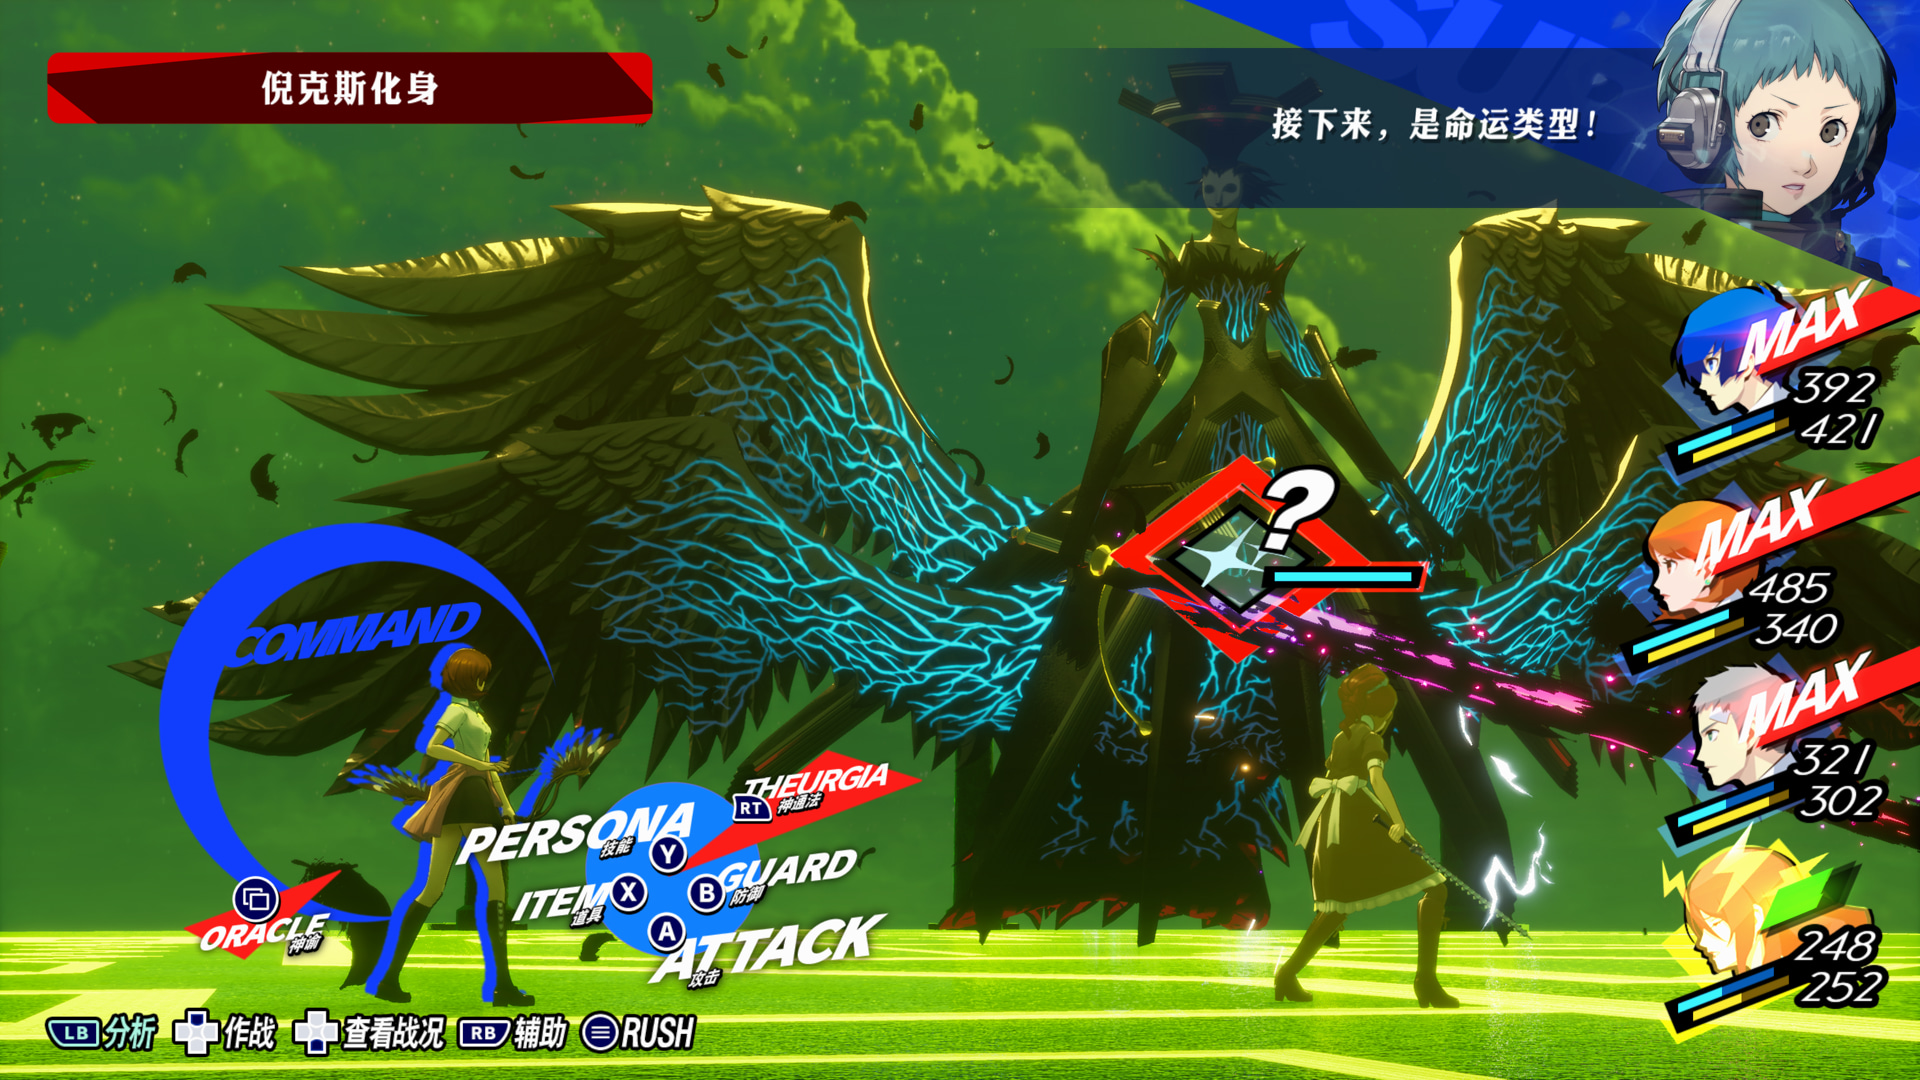 倪克斯化身
接下来，是命运类型！
MAX
392
421
MAX
485
340
MAX
321
302
248
252
COMMAND
THEURGIA
RT 神通法
PERSONA
技能
Y
GUARD
B 防御
ITEM X
道具
A
ATTACK
攻击
ORACLE
神谕
?
LB 分析 作战 查看战况 RB 辅助 RUSH